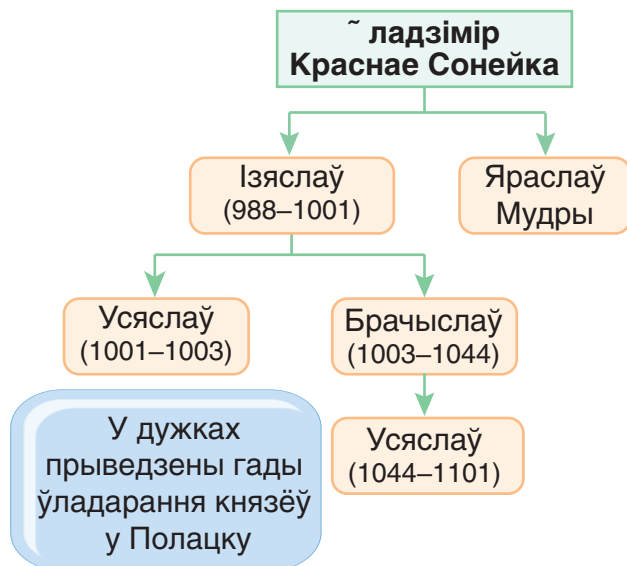 ˜ ладзімір
Краснае Сонейка
Ізяслаў
(988–1001)
Яраслаў
Мудры
Усяслаў
(1001–1003)
Брачыслаў
(1003–1044)
Усяслаў
(1044–1101)
У дужках
прыведзены гады
ўладарання князёў
у Полацку